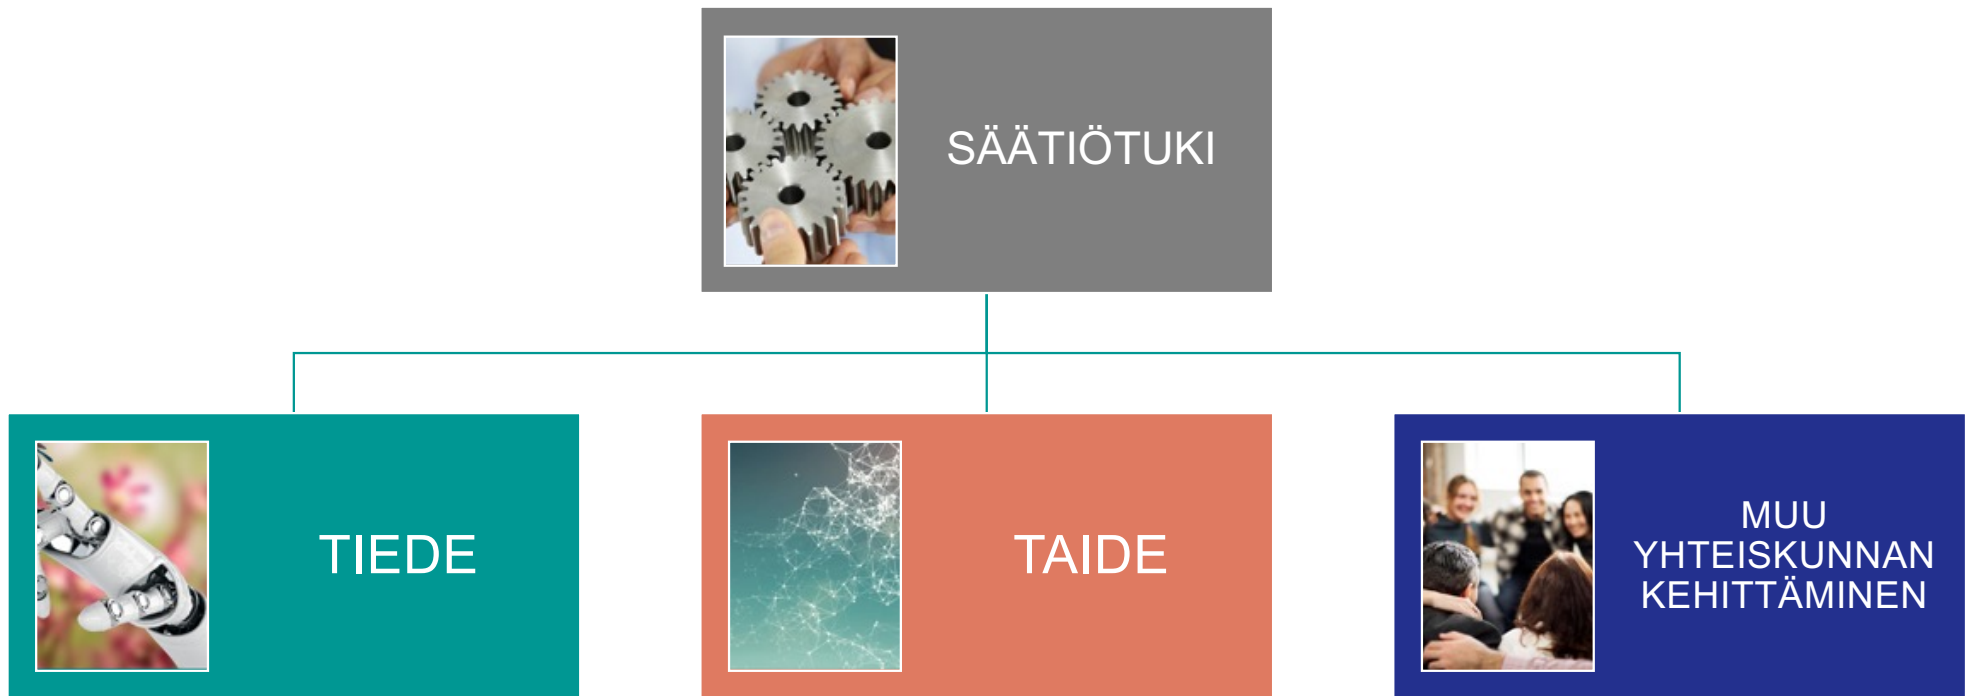 SÄÄTIÖTUKI
TIEDE
TAIDE
MUU
YHTEISKUNNAN
KEHITTÄMINEN